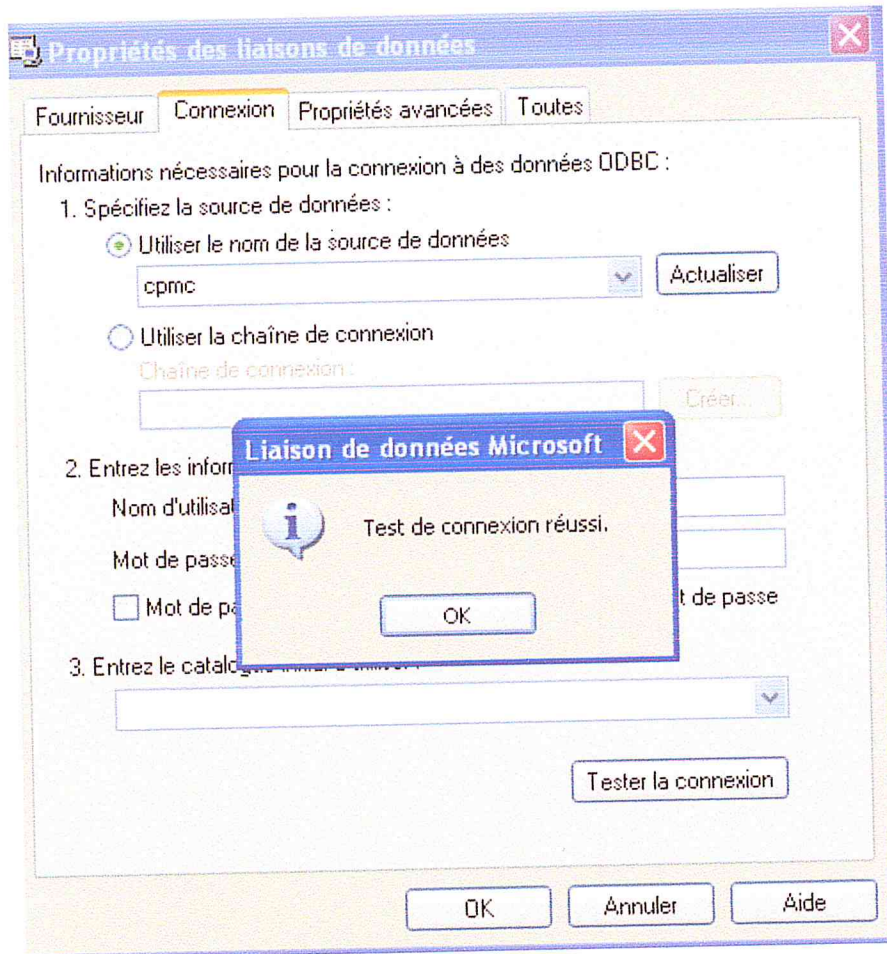 Propriétés des liaisons de données
Fournisseur Connexion Propriétés avancées Toutes
Informations nécessaires pour la connexion à des données ODBC :
1. Spécifiez la source de données :
Utiliser le nom de la source de données
cpmc Actualiser
Utiliser la chaîne de connexion
Chaîne de connexion :
Créer...
Liaison de données Microsoft
2. Entrez les infor
Nom d'utilisat
Test de connexion réussi.
Mot de passe
Mot de pa t de passe
OK
3. Entrez le catalo
Tester la connexion
OK Annuler Aide